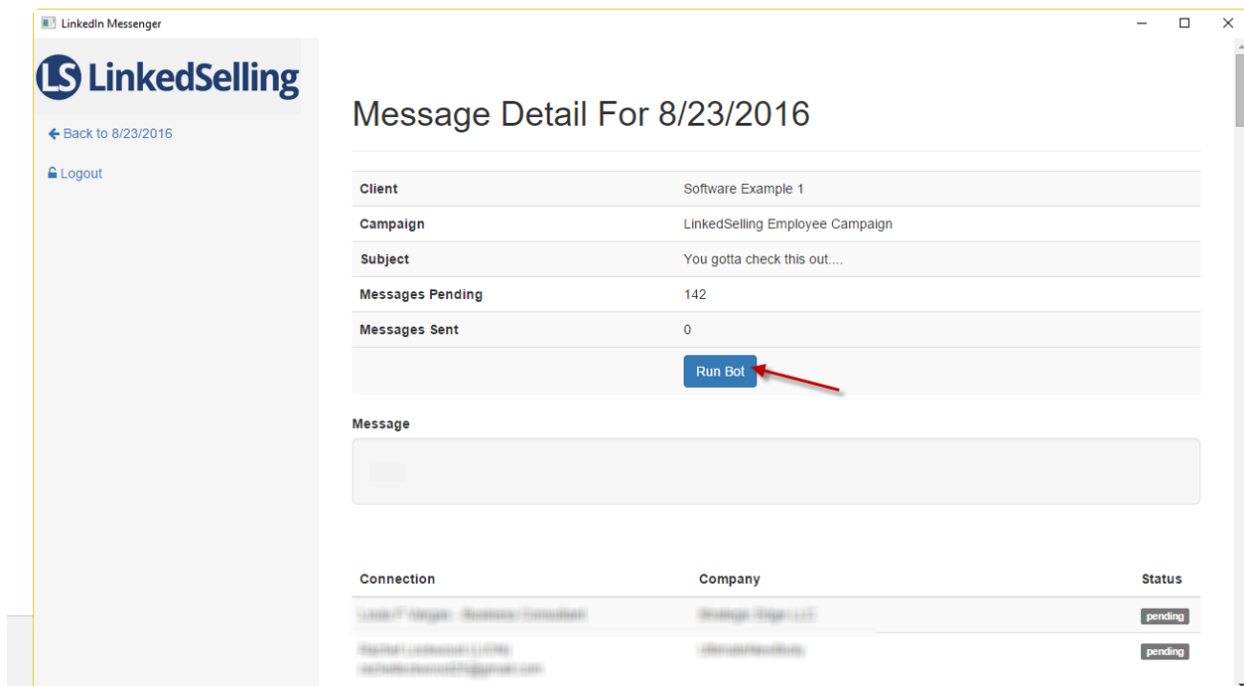 LinkedIn Messenger
LS LinkedSelling
Back to 8/23/2016
Logout
Message Detail For 8/23/2016
Client Software Example 1
Campaign LinkedSelling Employee Campaign
Subject You gotta check this out....
Messages Pending 142
Messages Sent 0
Run Bot
Message
Connection Company Status
pending
pending